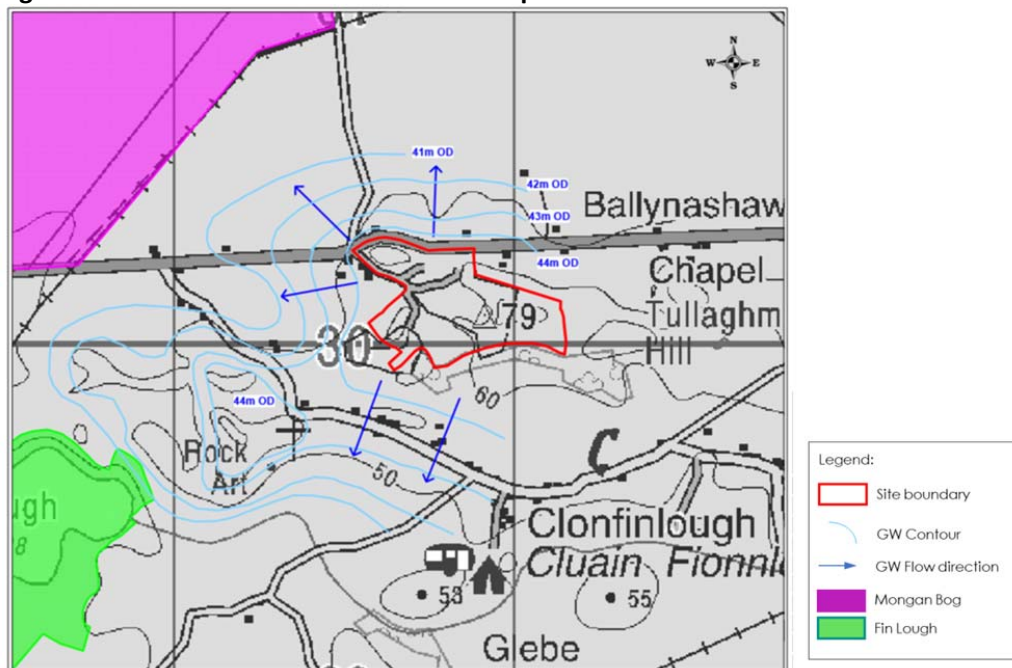 N
W E
S
41m OD
42m OD
Ballynashaw
43m OD
44m OD
Chapel
79
Tullaghm
30
Hill
60
44m OD
Rock
Art
50
C
ugh
Clonfinlough
Cluain Fionnl
53
55
Glebe
Legend:
Site boundary
GW Contour
GW Flow direction
Mongan Bog
Fin Lough